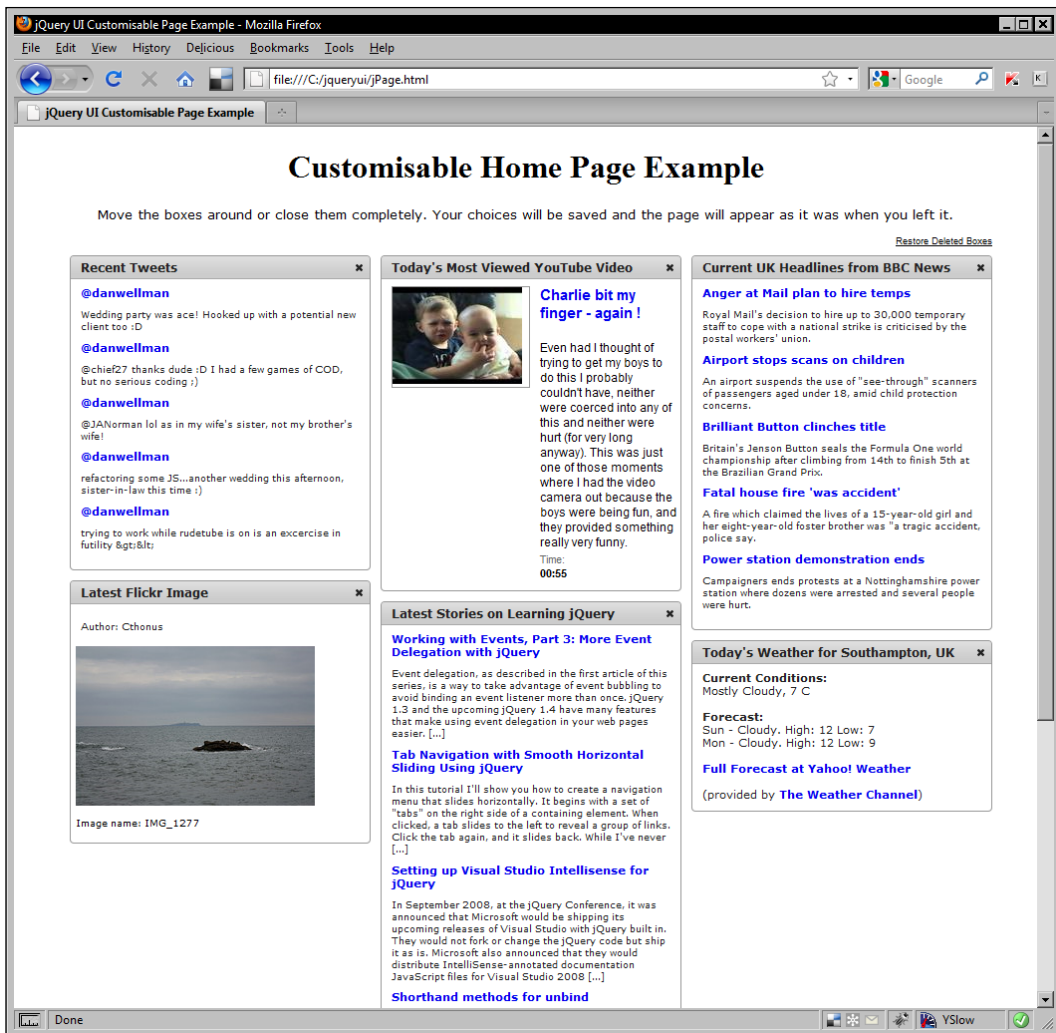 jQuery UI Customisable Page Example - Mozilla Firefox
File Edit View History Delicious Bookmarks Tools Help
file:///C:/jqueryui/jPage.html
Google
K
jQuery UI Customisable Page Example
Customisable Home Page Example
Move the boxes around or close them completely. Your choices will be saved and the page will appear as it was when you left it.
Restore Deleted Boxes
Recent Tweets
@danwellman
Wedding party was ace! Hooked up with a potential new
client too :D
@danwellman
@chief27 thanks dude :D I had a few games of COD,
but no serious coding ;)
@danwellman
@JANorman lol as in my wife's sister, not my brother's
wife!
@danwellman
refactoring some JS...another wedding this afternoon,
sister-in-law this time :)
@danwellman
trying to work while rudetube is on is an excercise in
futility &gt;&lt;
Latest Flickr Image
Author: Cthonus
Image name: IMG_1277
Today's Most Viewed YouTube Video
Charlie bit my
finger - again !
Even had I thought of
trying to get my boys to
do this I probably
couldn't have, neither
were coerced into any of
this and neither were
hurt (for very long
anyway). This was just
one of those moments
where I had the video
camera out because the
boys were being fun, and
they provided something
really very funny.
Time:
00:55
Latest Stories on Learning jQuery
Working with Events, Part 3: More Event
Delegation with jQuery
Event delegation, as described in the first article of this
series, is a way to take advantage of event bubbling to
avoid binding an event listener more than once. jQuery
1.3 and the upcoming jQuery 1.4 have many features
that make using event delegation in your web pages
easier. [...]
Tab Navigation with Smooth Horizontal
Sliding Using jQuery
In this tutorial I'll show you how to create a navigation
menu that slides horizontally. It begins with a set of
"tabs" on the right side of a containing element. When
clicked, a tab slides to the left to reveal a group of links.
Click the tab again, and it slides back. While I've never
[...]
Setting up Visual Studio Intellisense for
jQuery
In September 2008, at the jQuery Conference, it was
announced that Microsoft would be shipping its
upcoming releases of Visual Studio with jQuery built in.
They would not fork or change the jQuery code but ship
it as is. Microsoft also announced that they would
distribute IntelliSense-annotated documentation
JavaScript files for Visual Studio 2008 [...]
Shorthand methods for unbind
Current UK Headlines from BBC News
Anger at Mail plan to hire temps
Royal Mail's decision to hire up to 30,000 temporary
staff to cope with a national strike is criticised by the
postal workers' union.
Airport stops scans on children
An airport suspends the use of "see-through" scanners
of passengers aged under 18, amid child protection
concerns.
Brilliant Button clinches title
Britain's Jenson Button seals the Formula One world
championship after climbing from 14th to finish 5th at
the Brazilian Grand Prix.
Fatal house fire 'was accident'
A fire which claimed the lives of a 15-year-old girl and
her eight-year-old foster brother was "a tragic accident,
police say.
Power station demonstration ends
Campaigners ends protests at a Nottinghamshire power
station where dozens were arrested and several people
were hurt.
Today's Weather for Southampton, UK
Current Conditions:
Mostly Cloudy, 7 C
Forecast:
Sun - Cloudy. High: 12 Low: 7
Mon - Cloudy. High: 12 Low: 9
Full Forecast at Yahoo! Weather
(provided by The Weather Channel)
Done
YSlow